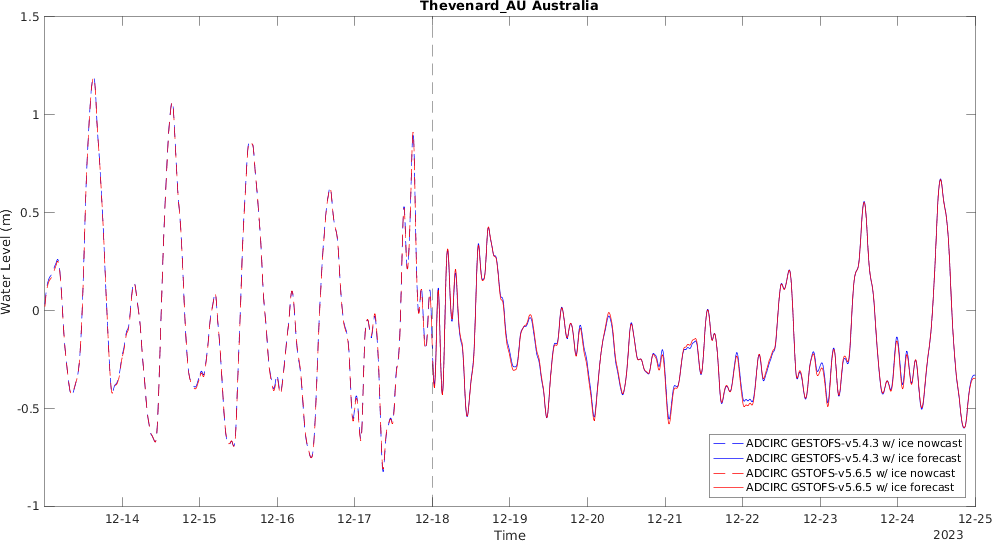 Thevenard_AU Australia
1.5
1
0.5
0
-0.5
-1
Water Level (m)
12-14 12-15 12-16 12-17 12-18 12-19 12-20 12-21 12-22 12-23 12-24 12-25
Time
2023
ADCIRC GESTOFS-v5.4.3 w/ ice nowcast
ADCIRC GESTOFS-v5.4.3 w/ ice forecast
ADCIRC GSTOFS-v5.6.5 w/ ice nowcast
ADCIRC GSTOFS-v5.6.5 w/ ice forecast